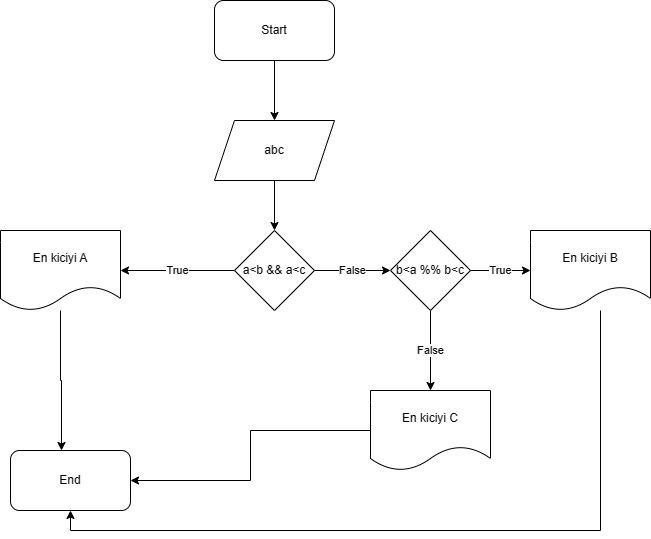 Start
abc
En kiciyi A
True
a<b && a<c
False
b<a %% b<c
True
En kiciyi B
False
En kiciyi C
End